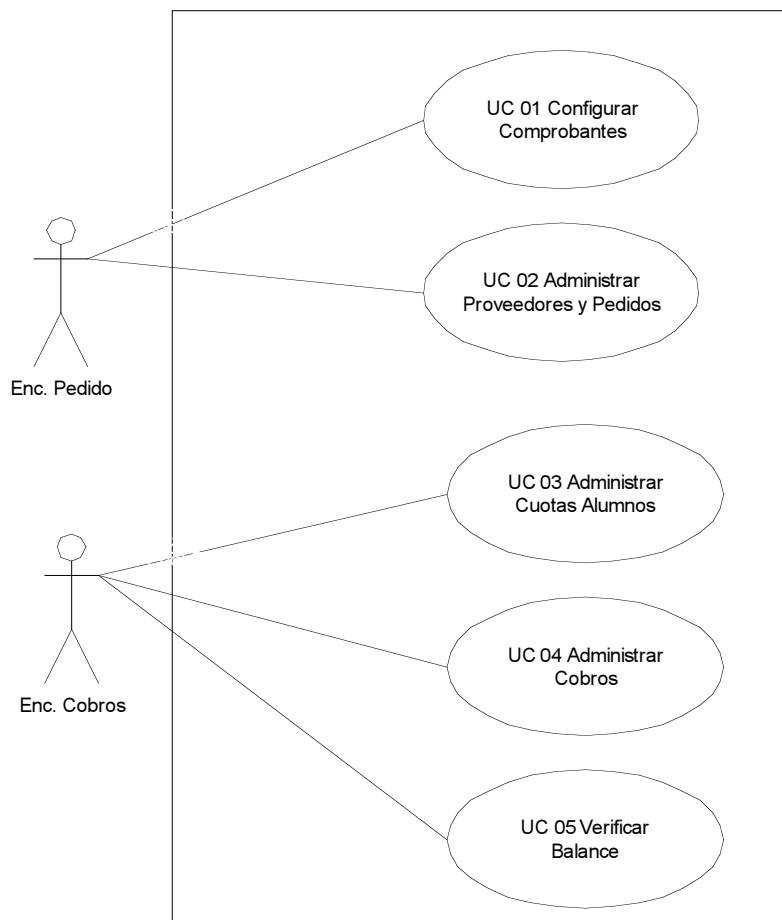 UC 01 Configurar
Comprobantes
UC 02 Administrar
Proveedores y Pedidos
Enc. Pedido
UC 03 Administrar
Cuotas Alumnos
UC 04 Administrar
Cobros
Enc. Cobros
UC 05 Verificar
Balance